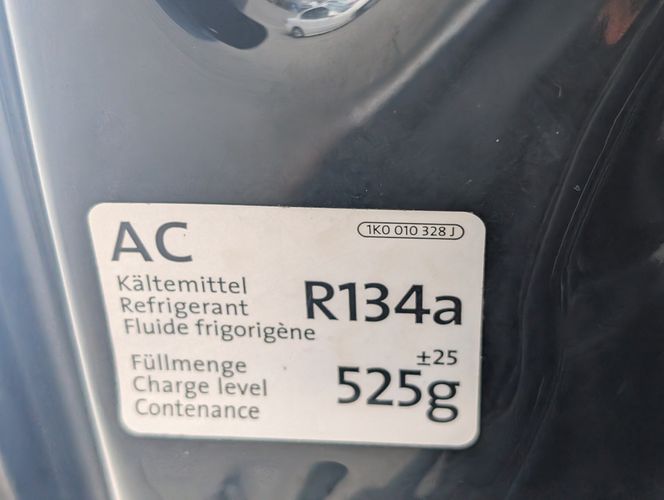 AC
1K0 010 328 J
Kältemittel
Refrigerant
Fluide frigorigène
R134a
Füllmenge
Charge level
Contenance
±25
525g